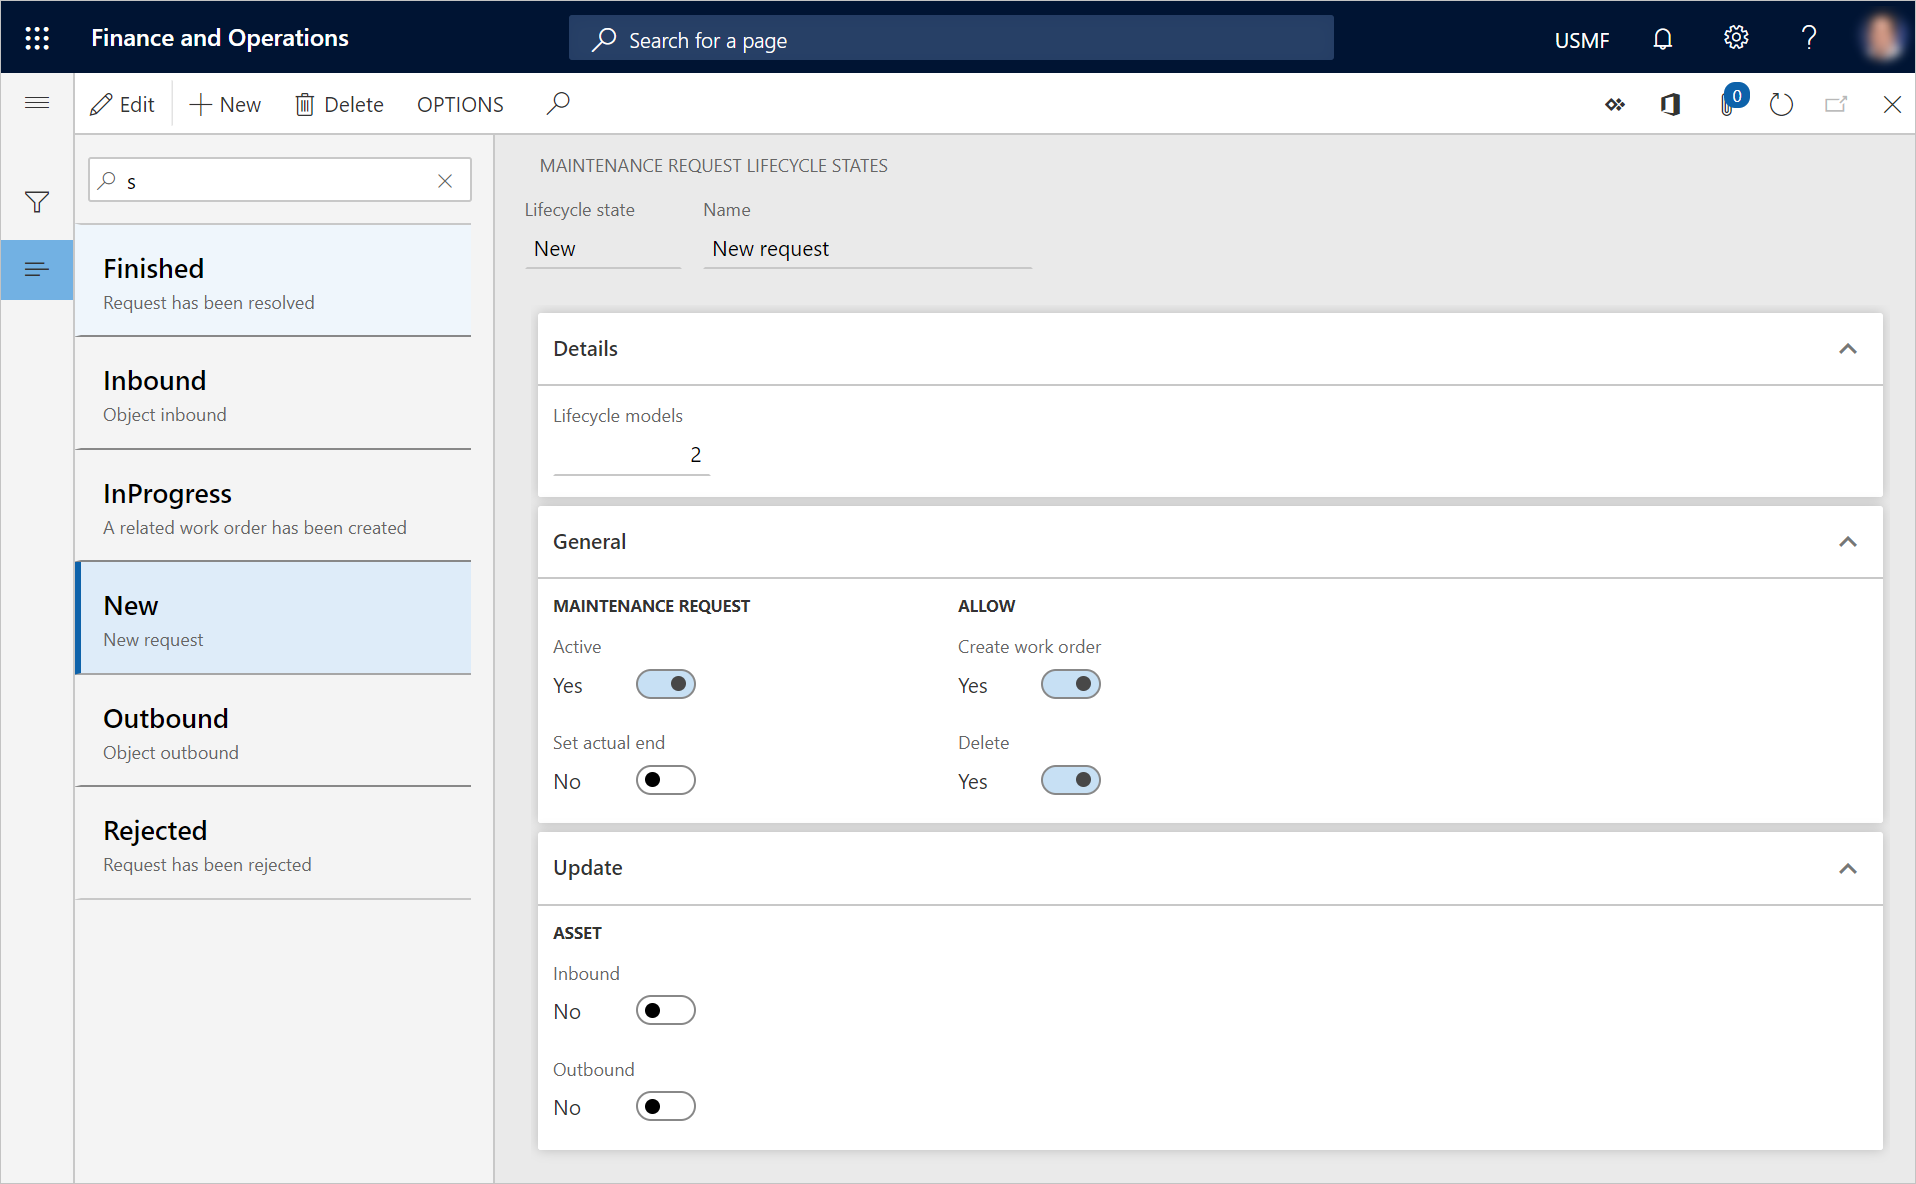 Finance and Operations
Search for a page
USMF
Edit
New
Delete
OPTIONS
0
s
Finished
Request has been resolved
Inbound
Object inbound
InProgress
A related work order has been created
New
New request
Outbound
Object outbound
Rejected
Request has been rejected
MAINTENANCE REQUEST LIFECYCLE STATES
Lifecycle state
Name
New
New request
Details
Lifecycle models
2
General
MAINTENANCE REQUEST
Active
Yes
Set actual end
No
ALLOW
Create work order
Yes
Delete
Yes
Update
ASSET
Inbound
No
Outbound
No